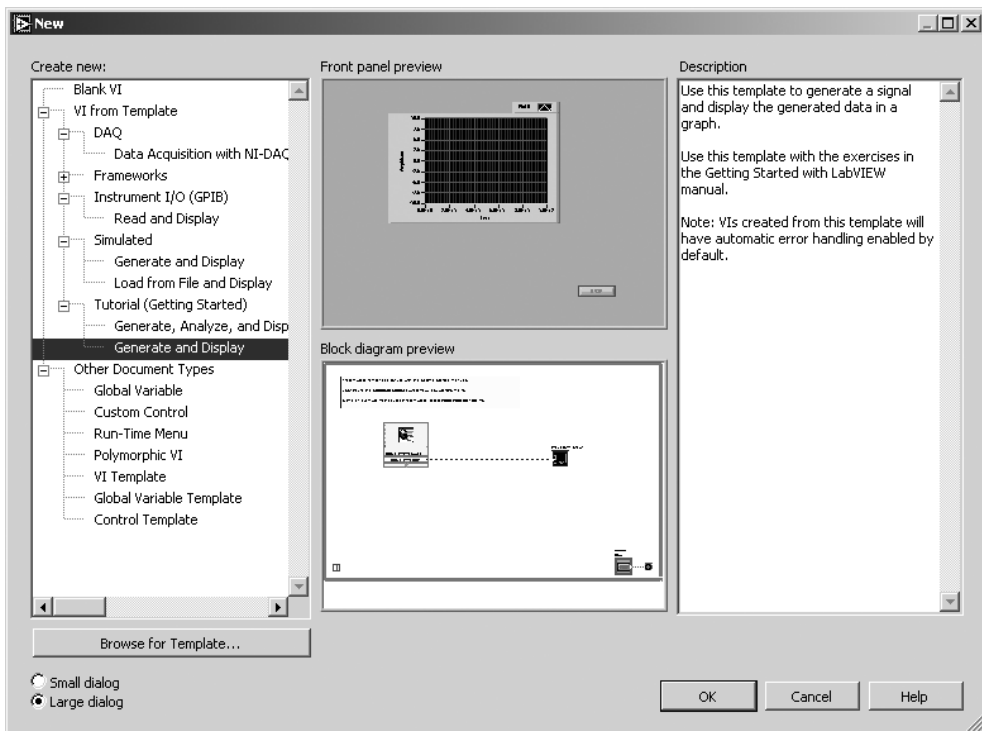 New
Create new:
Blank VI
VI from Template
DAQ
Data Acquisition with NI-DAQ
Frameworks
Instrument I/O (GPIB)
Read and Display
Simulated
Generate and Display
Load from File and Display
Tutorial (Getting Started)
Generate, Analyze, and Disp
Generate and Display
Other Document Types
Global Variable
Custom Control
Run-Time Menu
Polymorphic VI
VI Template
Global Variable Template
Control Template
Browse for Template...
Small dialog
Large dialog
Front panel preview
Block diagram preview
Description
Use this template to generate a signal
and display the generated data in a
graph.
Use this template with the exercises in
the Getting Started with LabVIEW
manual.
Note: VIs created from this template will
have automatic error handling enabled by
default.
OK
Cancel
Help